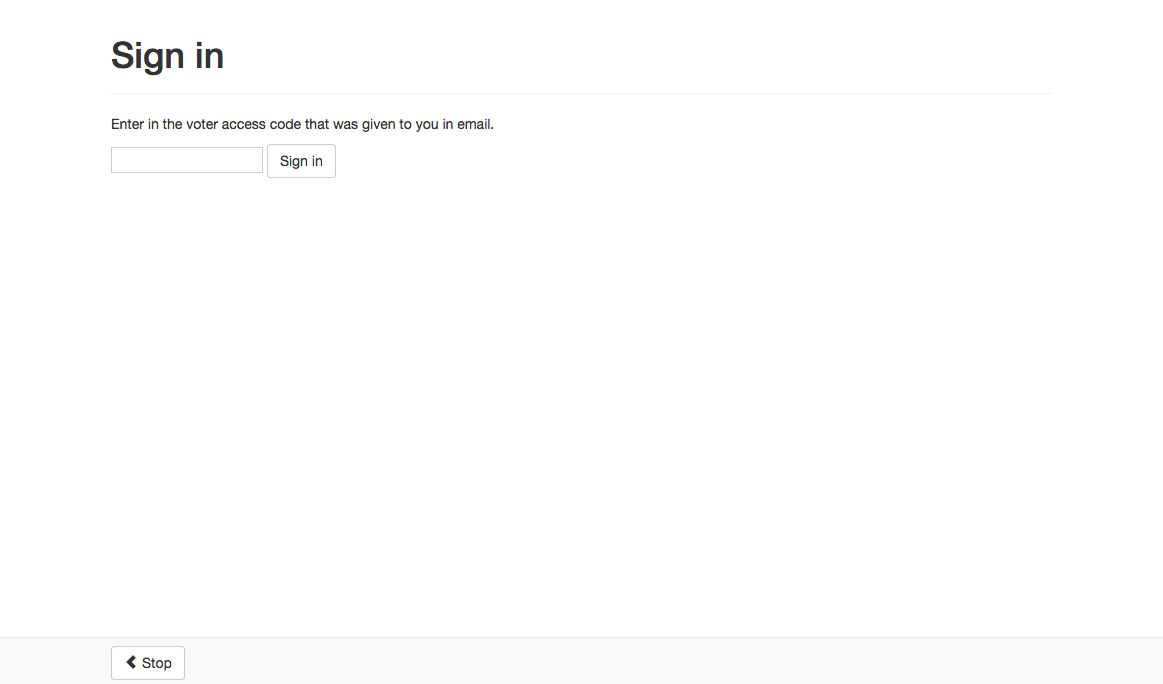 Sign in
Enter in the voter access code that was given to you in email.
Sign in
Stop